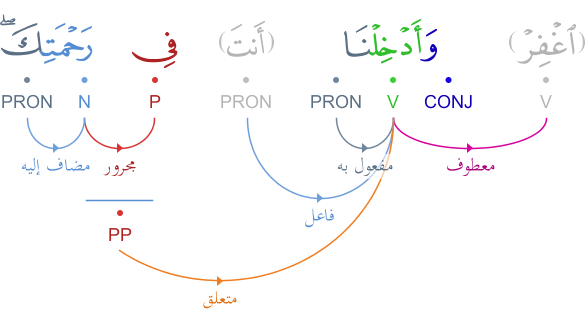 (ٱغْفِرْ) وَأَدْخِلْنَا (أَنتَ) فِى رَحْمَتِكَ ۖ
V CONJ V PRON PRON P N PRON
معطوف مفعول به مجرور مضاف إليه
فاعل
PP
متعلق